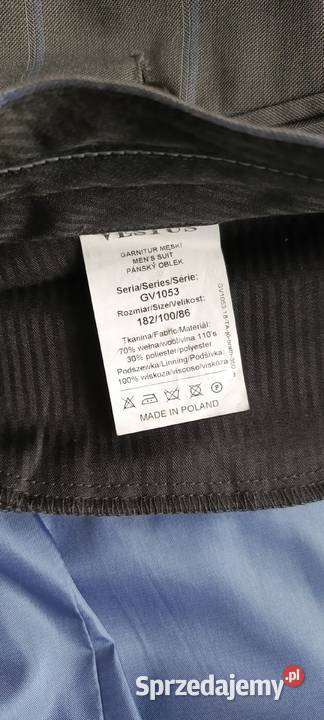 VESTUS
GARNITUR MĘSKI
MEN'S SUIT
PÁNSKÝ OBLEK
Seria/Series/Série:
GV1053
Rozmiar/Size/Velikost:
182/100/86
Tkanina/Fabric/Materiál:
70% wełna/wool/vlna 110's
30% poliester/polyester
Podszewka/Linning/Podšívka:
100% wiskoza/viscose/viskóza
MADE IN POLAND
Sprzedajemy.pl